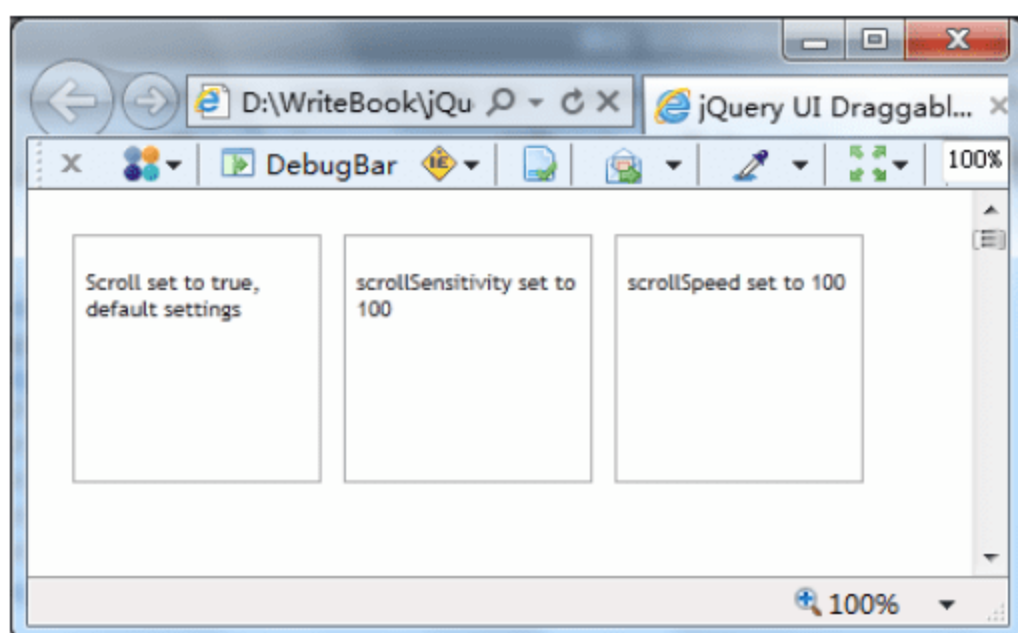 D:\WriteBook\jQu
jQuery UI Draggabl...
DebugBar
IE
100%
Scroll set to true,
default settings
scrollSensitivity set to
100
scrollSpeed set to 100
100%